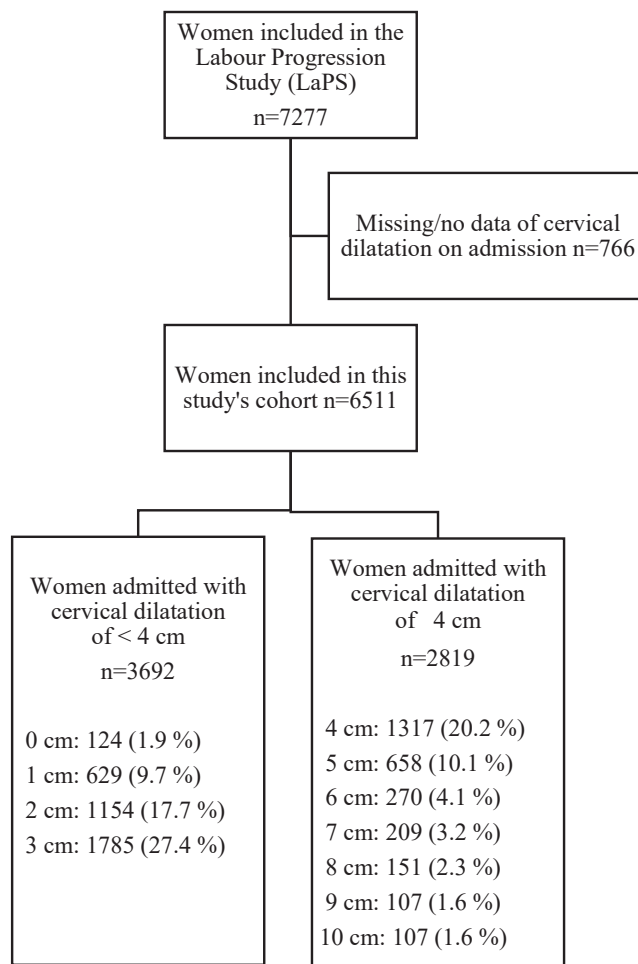 Women included in the
Labour Progression
Study (LaPS)
n=7277
Missing/no data of cervical
dilatation on admission n=766
Women included in this
study's cohort n=6511
Women admitted with
cervical dilatation
of < 4 cm
n=3692
0 cm: 124 (1.9 %)
1 cm: 629 (9.7 %)
2 cm: 1154 (17.7 %)
3 cm: 1785 (27.4 %)
Women admitted with
cervical dilatation
of 4 cm
n=2819
4 cm: 1317 (20.2 %)
5 cm: 658 (10.1 %)
6 cm: 270 (4.1 %)
7 cm: 209 (3.2 %)
8 cm: 151 (2.3 %)
9 cm: 107 (1.6 %)
10 cm: 107 (1.6 %)